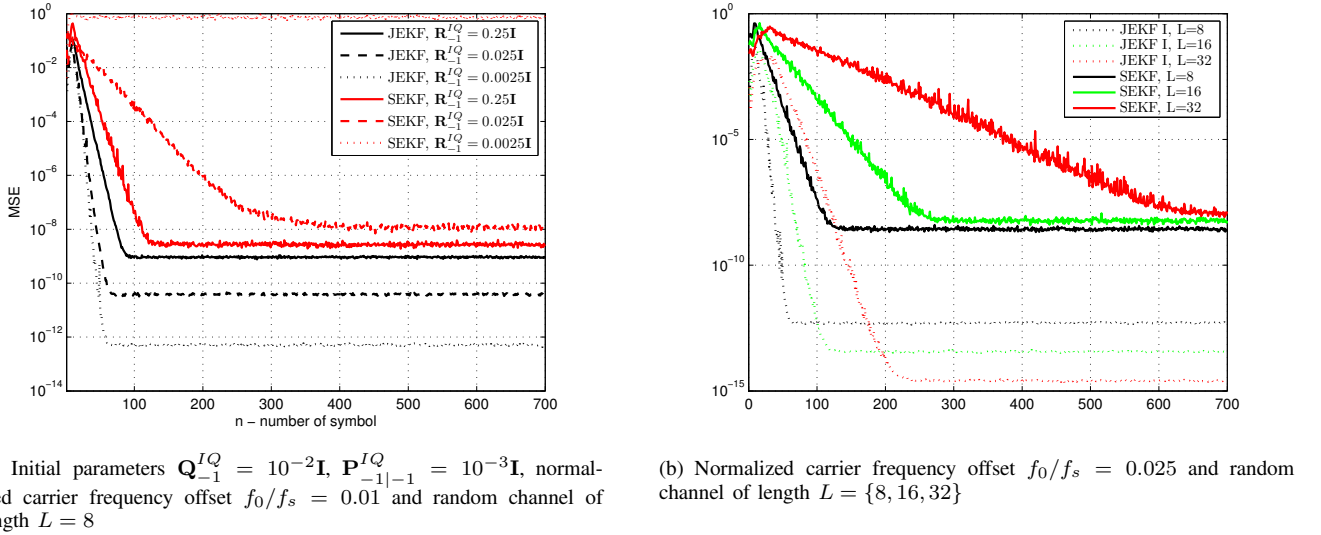 10^0
10^{-2}
10^{-4}
10^{-6}
10^{-8}
10^{-10}
10^{-12}
10^{-14}
MSE
100 200 300 400 500 600 700
n − number of symbol
JEKF, R^{IQ}_{−1} = 0.25I
JEKF, R^{IQ}_{−1} = 0.025I
JEKF, R^{IQ}_{−1} = 0.0025I
SEKF, R^{IQ}_{−1} = 0.25I
SEKF, R^{IQ}_{−1} = 0.025I
SEKF, R^{IQ}_{−1} = 0.0025I
Initial parameters Q^{IQ}_{−1} = 10^{−2}I, P^{IQ}_{−1|−1} = 10^{−3}I, normal-
ed carrier frequency offset f_0/f_s = 0.01 and random channel of
ngth L = 8
10^0
10^{-5}
10^{-10}
10^{-15}
0 100 200 300 400 500 600 700
JEKF I, L=8
JEKF I, L=16
JEKF I, L=32
SEKF, L=8
SEKF, L=16
SEKF, L=32
(b) Normalized carrier frequency offset f_0/f_s = 0.025 and random
channel of length L = {8, 16, 32}